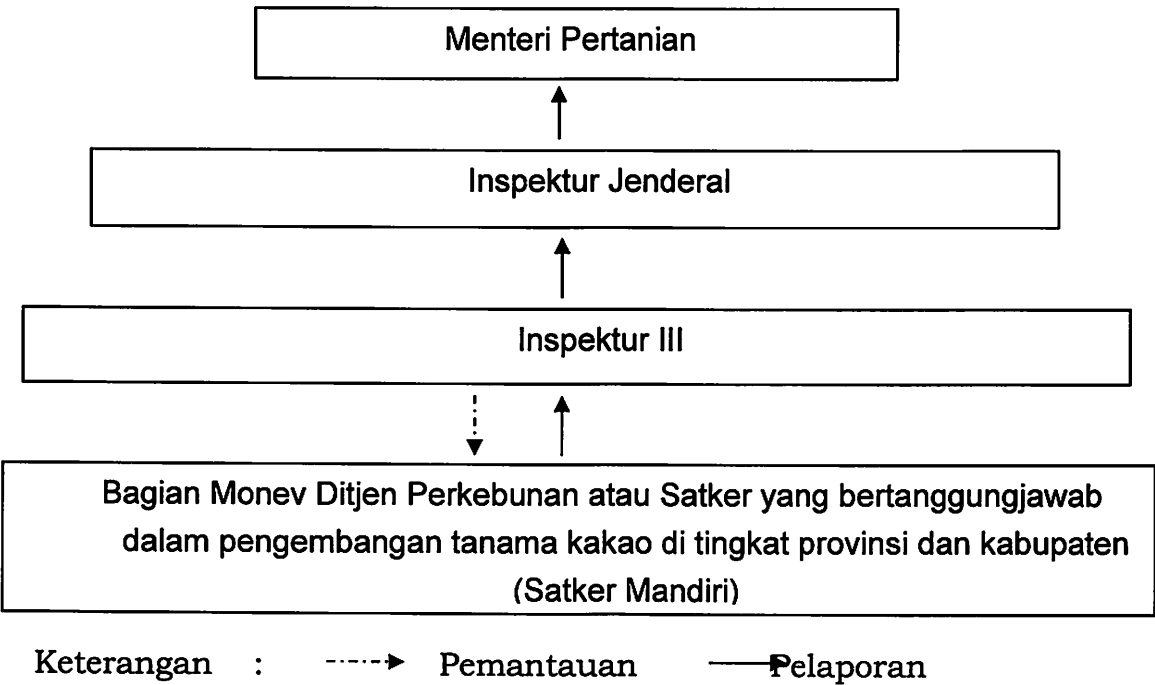 Menteri Pertanian
Inspektur Jenderal
Inspektur III
Bagian Monev Ditjen Perkebunan atau Satker yang bertanggungjawab
dalam pengembangan tanama kakao di tingkat provinsi dan kabupaten
(Satker Mandiri)
Keterangan : Pemantauan Pelaporan